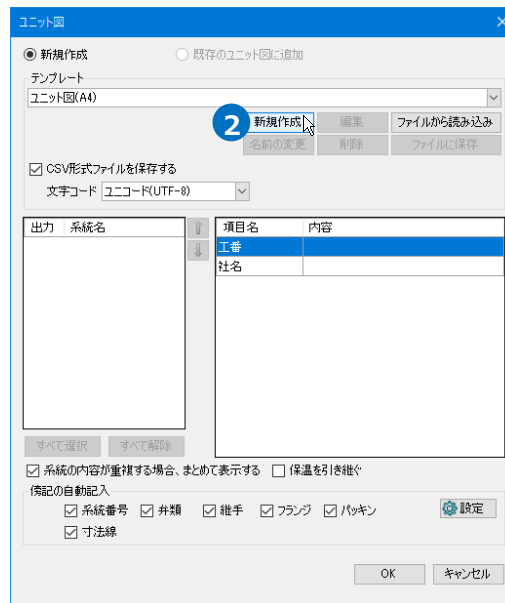 ユニット図
新規作成 既存のユニット図に追加
テンプレート
ユニット図(A4)
2 新規作成 編集 ファイルから読み込み
名前の変更 削除 ファイルに保存
CSV形式ファイルを保存する
文字コード ユニコード(UTF-8)
出力 系統名 項目名 内容
工番
社名
すべて選択 すべて解除
系統の内容が重複する場合、まとめて表示する 保温を引き継ぐ
傍記の自動記入
系統番号 弁類 継手 フランジ パッキン 設定
寸法線
OK キャンセル